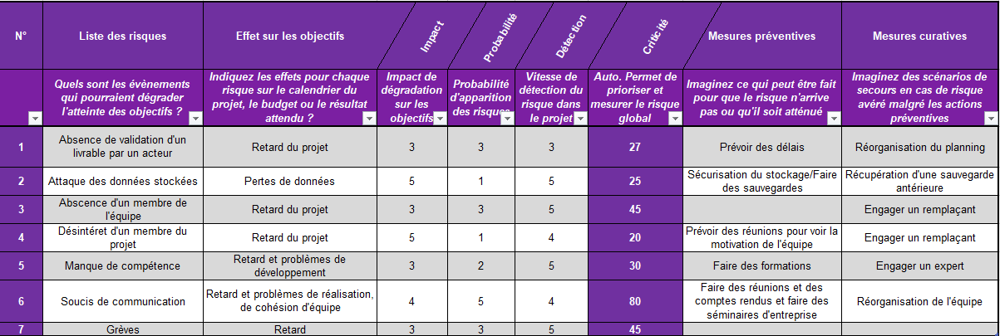 N°
Liste des risques
Effet sur les objectifs
Impact
Probabilité
Détection
Criticité
Mesures préventives
Mesures curatives
Quels sont les évènements
qui pourraient dégrader
l'atteinte des objectifs ?
Indiquez les effets pour chaque
risque sur le calendrier du
projet, le budget ou le résultat
attendu ?
Impact de
dégradation
sur les
objectifs
Probabilité
d'apparition
des risques
Vitesse de
détection du
risque dans
le projet
Auto. Permet de
prioriser et
mesurer le risque
global
Imaginez ce qui peut être fait
pour que le risque n'arrive
pas ou qu'il soit atténué
Imaginez des scénarios de
secours en cas de risque
avéré malgré les actions
préventives
1
Absence de validation d'un
livrable par un acteur
Retard du projet
3
3
3
27
Prévoir des délais
Réorganisation du planning
2
Attaque des données stockées
Pertes de données
5
1
5
25
Sécurisation du stockage/Faire
des sauvegardes
Récupération d'une sauvegarde
antérieure
3
Abscence d'un membre de
l'équipe
Retard du projet
3
3
5
45
Engager un remplaçant
4
Désintéret d'un membre du
projet
Retard du projet
5
1
4
20
Prévoir des réunions pour voir la
motivation de l'équipe
Engager un remplaçant
5
Manque de compétence
Retard et problèmes de
développement
3
2
5
30
Faire des formations
Engager un expert
6
Soucis de communication
Retard et problèmes de réalisation,
de cohésion d'équipe
4
5
4
80
Faire des réunions et des
comptes rendus et faire des
séminaires d'entreprise
Réorganisation de l'équipe
7
Grèves
Retard
3
3
5
45